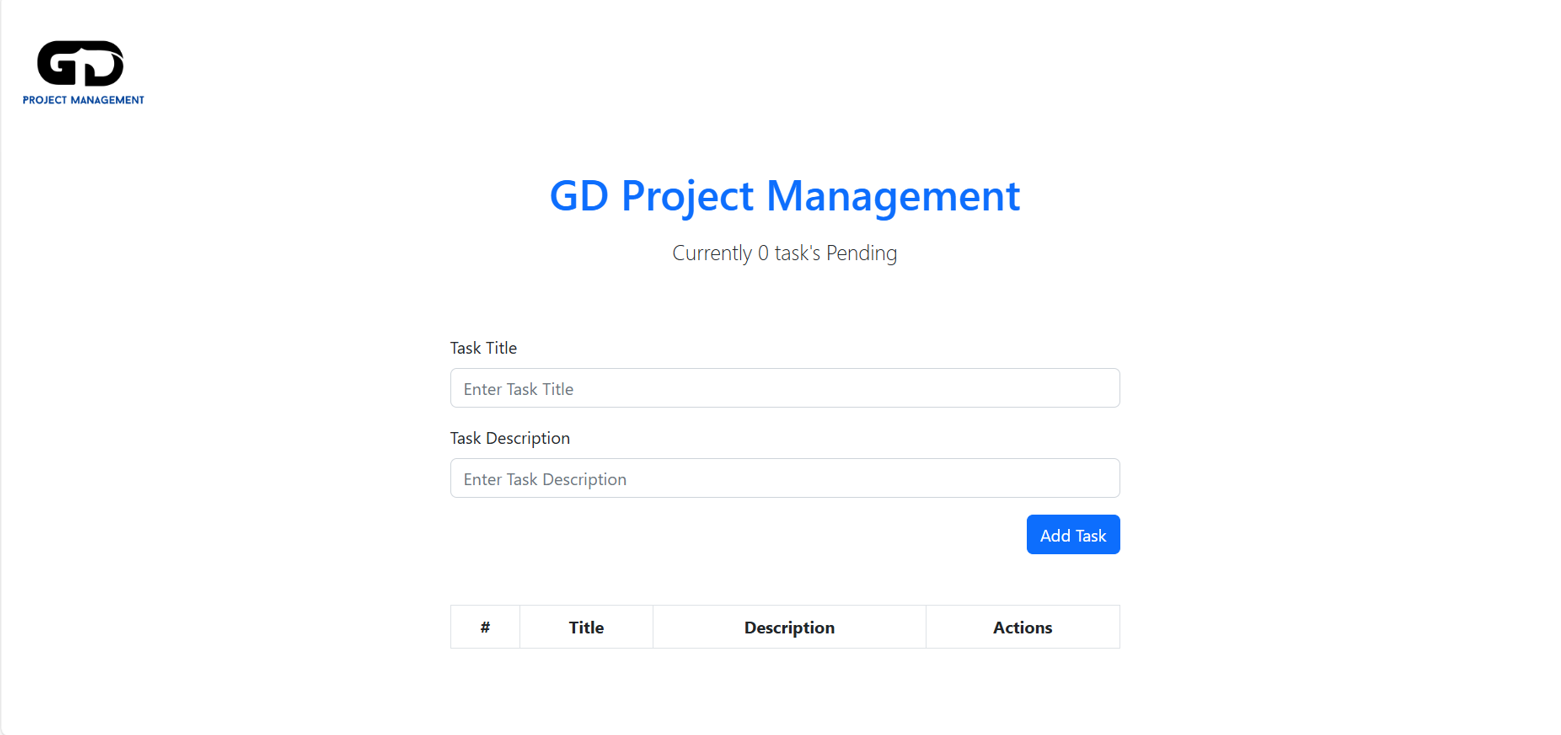 GD
PROJECT MANAGEMENT
GD Project Management
Currently 0 task's Pending
Task Title
Enter Task Title
Task Description
Enter Task Description
Add Task
# Title Description Actions